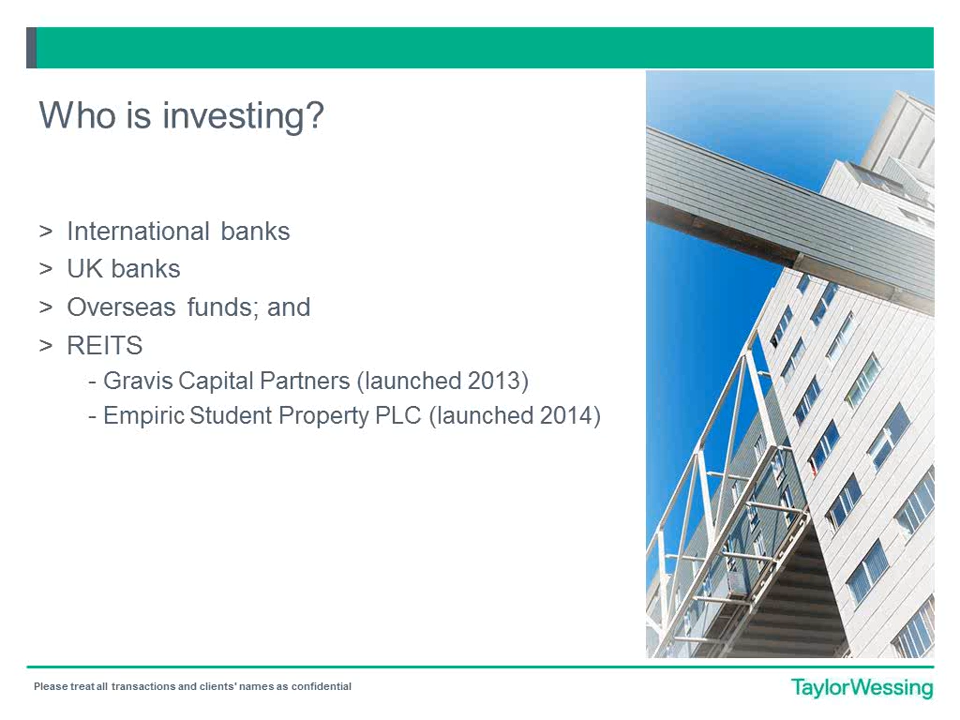 Who is investing?
> International banks
> UK banks
> Overseas funds; and
> REITS
- Gravis Capital Partners (launched 2013)
- Empiric Student Property PLC (launched 2014)
Please treat all transactions and clients' names as confidential
TaylorWessing